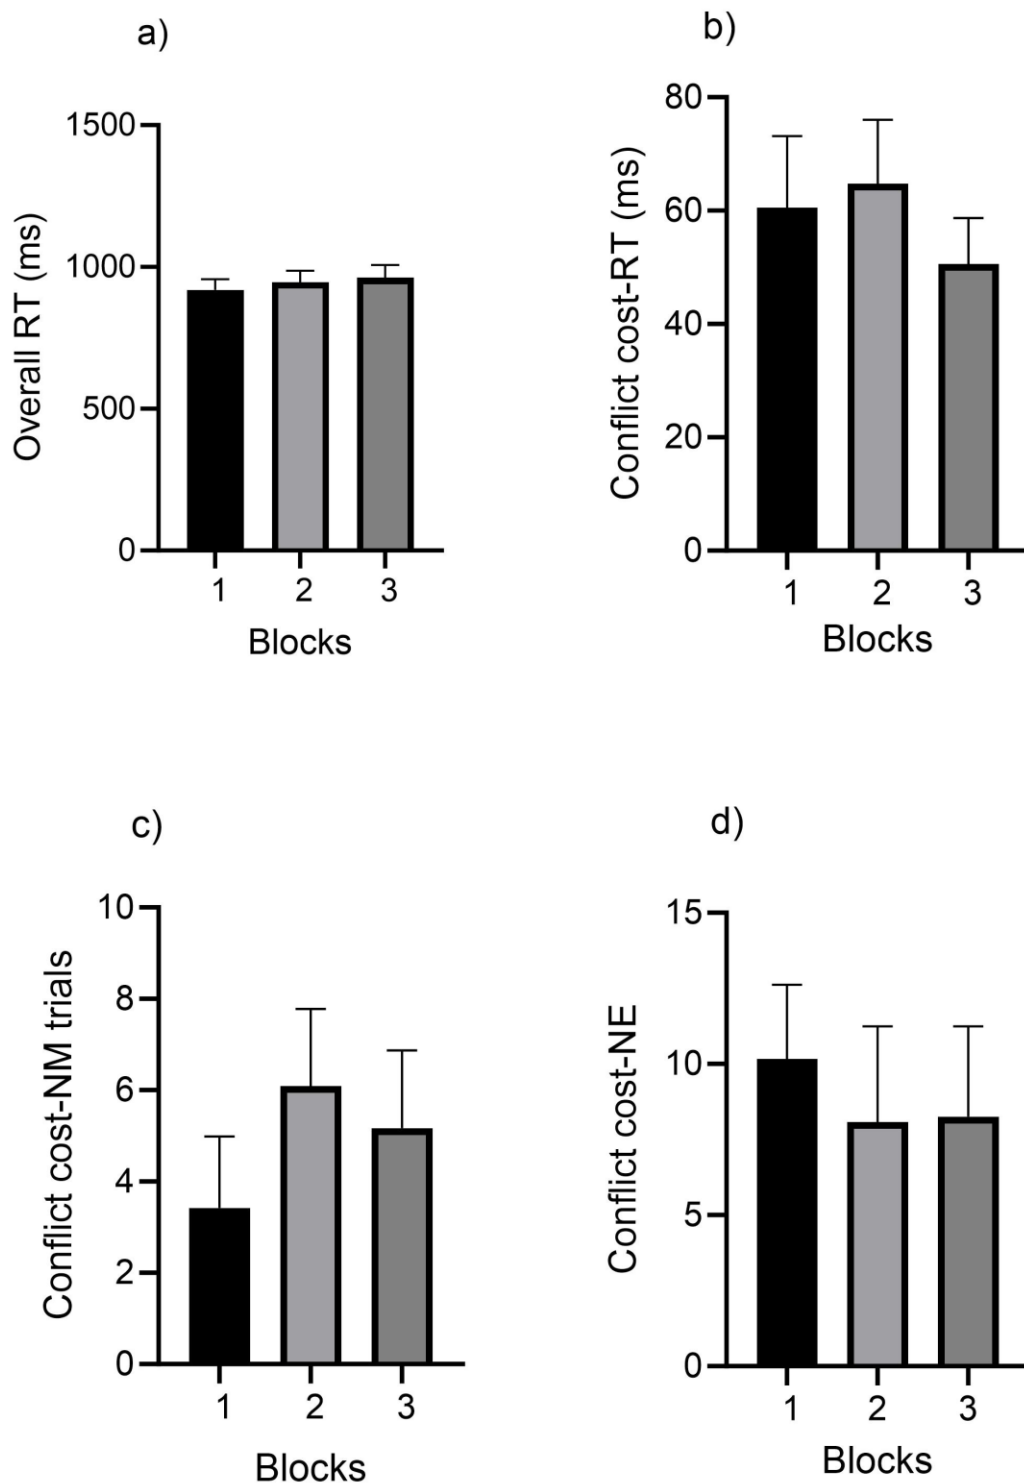 a)
Overall RT (ms)
1500
1000
500
0
1 2 3
Blocks
b)
Conflict cost-RT (ms)
80
60
40
20
0
1 2 3
Blocks
c)
Conflict cost-NM trials
10
8
6
4
2
0
1 2 3
Blocks
d)
Conflict cost-NE
15
10
5
0
1 2 3
Blocks